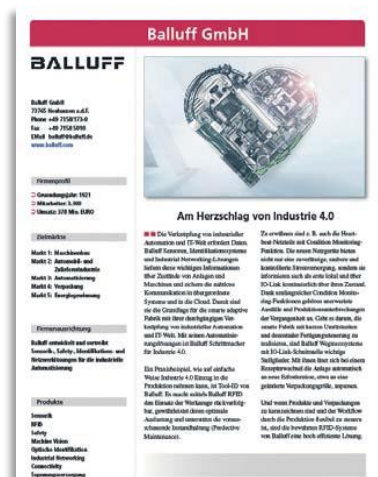 Balluff GmbH
BALLUFF
Balluff GmbH
73765 Neuhausen a.d.F.
Phone +49 7158 173-0
Fax +49 7158 5010
EMail balluff@balluff.de
www.balluff.com
Firmenprofil
Gruendungsjahr: 1921
Mitarbeiter: 3.300
Umsatz: 378 Mio. EURO
Zielmärkte
Markt 1: Maschinenbau
Markt 2: Automobil- und
Zulieferindustrie
Markt 3: Automatisierung
Markt 4: Verpackung
Markt 5: Energiegewinnung
Firmenausrichtung
Balluff entwickelt und vertreibt
Sensorik-, Safety-, Identifikations- und
Netzwerklösungen für die industrielle
Automatisierung
Produkte
Sensorik
RFID
Safety
Machine Vision
Optische Identifikation
Industrial Networking
Connectivity
Spannungsversorgung
Am Herzschlag von Industrie 4.0
Die Verknüpfung von industrieller
Automation und IT-Welt erfordert Daten.
Balluff Sensoren, Identifikationssysteme
und Industrial Networking-Lösungen
liefern diese wichtigen Informationen
über Zustände von Anlagen und
Maschinen und sichern die nahtlose
Kommunikation in übergeordnete
Systeme und in die Cloud. Damit sind
sie die Grundlage für die smarte adaptive
Fabrik mit ihrer durchgängigen Ver-
knüpfung von industrieller Automation
und IT-Welt. Mit seinen Automatisie-
rungslösungen ist Balluff Schrittmacher
für Industrie 4.0.
Ein Praxisbeispiel, wie auf einfache
Weise Industrie 4.0 Einzug in die
Produktion nehmen kann, ist Tool-ID von
Balluff. Es macht mittels Balluff RFID
den Einsatz der Werkzeuge rückverfolg-
bar, gewährleistet deren optimale
Auslastung und unterstützt die voraus-
schauende Instandhaltung (Predictive
Maintenance).
Zu erwähnen sind z. B. auch die Heart-
beat-Netzteile mit Condition Monitoring-
Funktion. Die neuen Netzgeräte bieten
nicht nur eine zuverlässige, saubere und
kontrollierte Stromversorgung, sondern sie
informieren auch als erste lokal und über
IO-Link kontinuierlich über ihren Zustand.
Dank umfangreicher Condition Monito-
ring-Funktionen gehören unerwartete
Ausfälle und Produktionsunterbrechungen
der Vergangenheit an. Geht es darum, die
smarte Fabrik mit kurzen Umrüstzeiten
und dezentraler Fertigungssteuerung zu
realisieren, sind Balluff Wegmesssysteme
mit IO-Link-Schnittstelle wichtige
Stellglieder. Mit ihnen lässt sich bei einem
Rezepturwechsel die Anlage automatisch
an neue Erfordernisse, etwa an eine
geänderte Verpackungsgröße, anpassen.
Und wenn Produkte und Verpackungen
zu kennzeichnen sind und der Workflow
durch die Produktion flexibel zu steuern
ist, sind die bewährten RFID-Systeme
von Balluff eine hoch effiziente Lösung.